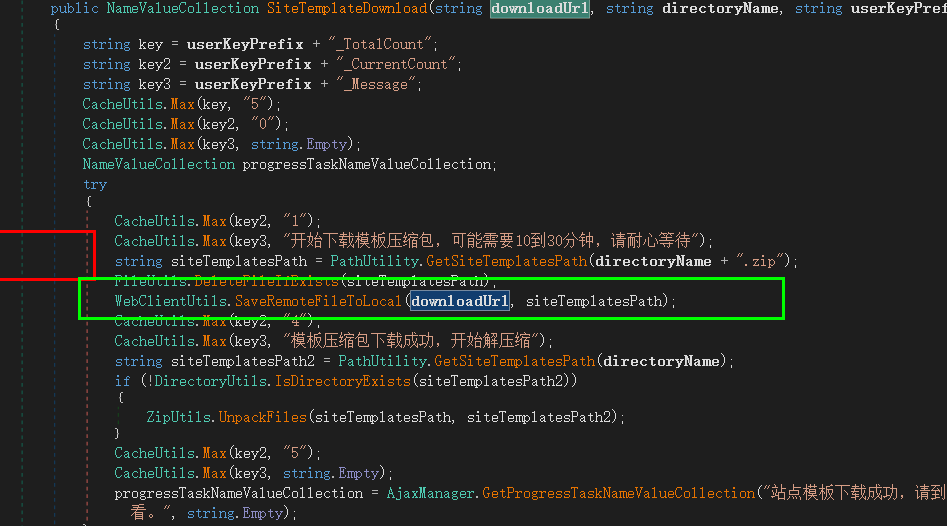 public NameValueCollection SiteTemplateDownload(string downloadUrl, string directoryName, string userKeyPref
{
string key = userKeyPrefix + "_TotalCount";
string key2 = userKeyPrefix + "_CurrentCount";
string key3 = userKeyPrefix + "_Message";
CacheUtils.Max(key, "5");
CacheUtils.Max(key2, "0");
CacheUtils.Max(key3, string.Empty);
NameValueCollection progressTaskNameValueCollection;
try
{
CacheUtils.Max(key2, "1");
CacheUtils.Max(key3, "开始下载模板压缩包，可能需要10到30分钟，请耐心等待");
string siteTemplatesPath = PathUtility.GetSiteTemplatesPath(directoryName + ".zip");
FileUtils.DeleteFileIfExists(siteTemplatesPath);
WebClientUtils.SaveRemoteFileToLocal(downloadUrl, siteTemplatesPath);
CacheUtils.Max(key2, "4");
CacheUtils.Max(key3, "模板压缩包下载成功，开始解压缩");
string siteTemplatesPath2 = PathUtility.GetSiteTemplatesPath(directoryName);
if (!DirectoryUtils.IsDirectoryExists(siteTemplatesPath2))
{
ZipUtils.UnpackFiles(siteTemplatesPath, siteTemplatesPath2);
}
CacheUtils.Max(key2, "5");
CacheUtils.Max(key3, string.Empty);
progressTaskNameValueCollection = AjaxManager.GetProgressTaskNameValueCollection("站点模板下载成功，请到
看。", string.Empty);